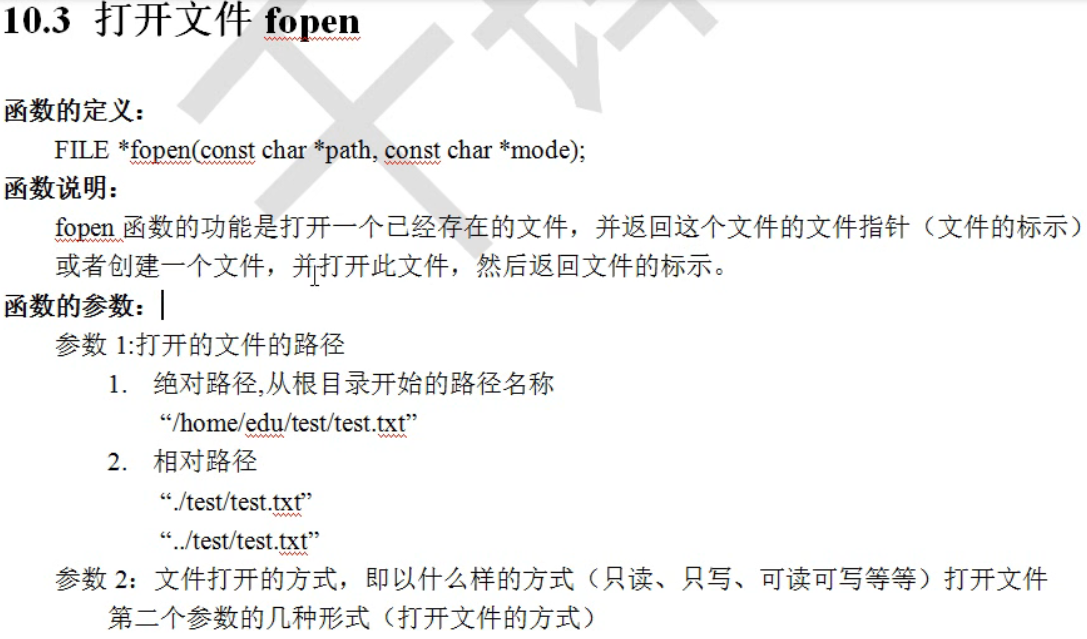 10.3 打开文件 fopen
函数的定义：
FILE *fopen(const char *path, const char *mode);
函数说明：
fopen 函数的功能是打开一个已经存在的文件，并返回这个文件的文件指针（文件的标示）
或者创建一个文件，并打开此文件，然后返回文件的标示。
函数的参数：
参数 1:打开的文件的路径
1. 绝对路径,从根目录开始的路径名称
“/home/edu/test/test.txt”
2. 相对路径
“./test/test.txt”
“../test/test.txt”
参数 2：文件打开的方式，即以什么样的方式（只读、只写、可读可写等等）打开文件
第二个参数的几种形式（打开文件的方式）